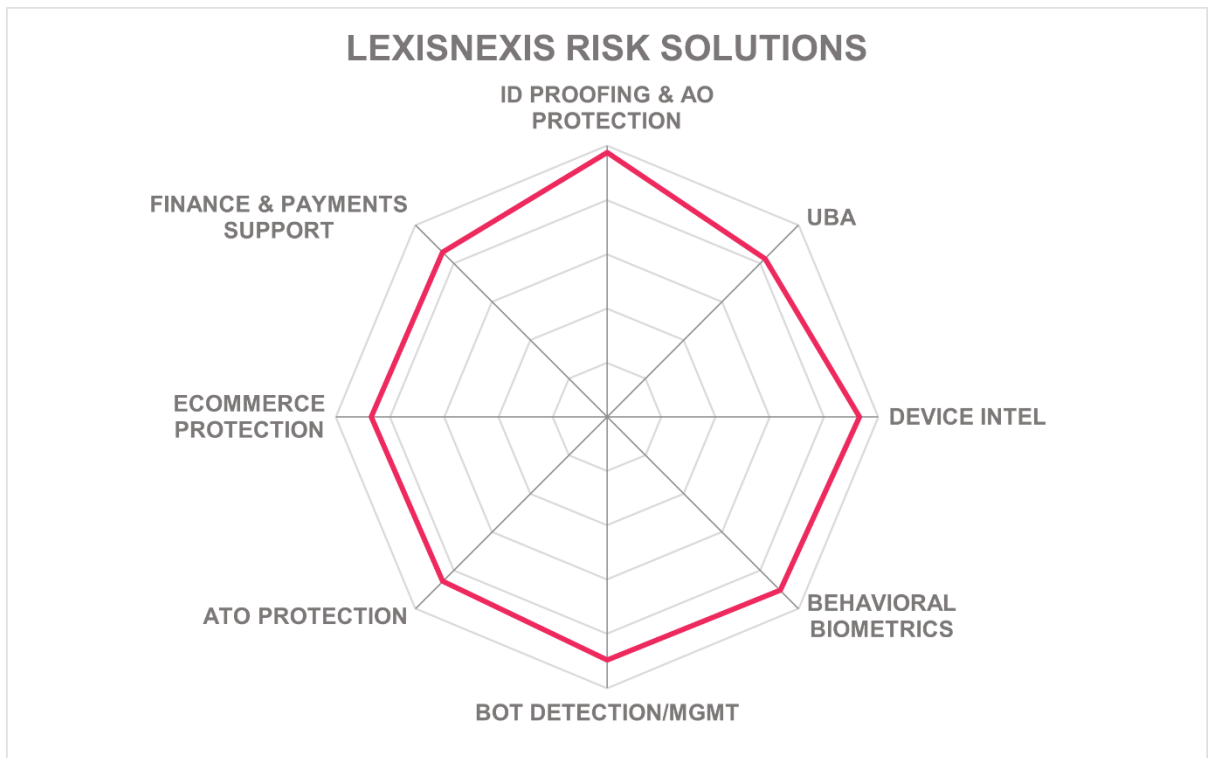 LEXISNEXIS RISK SOLUTIONS
ID PROOFING & AO
PROTECTION
UBA
DEVICE INTEL
BEHAVIORAL
BIOMETRICS
BOT DETECTION/MGMT
ATO PROTECTION
ECOMMERCE
PROTECTION
FINANCE & PAYMENTS
SUPPORT